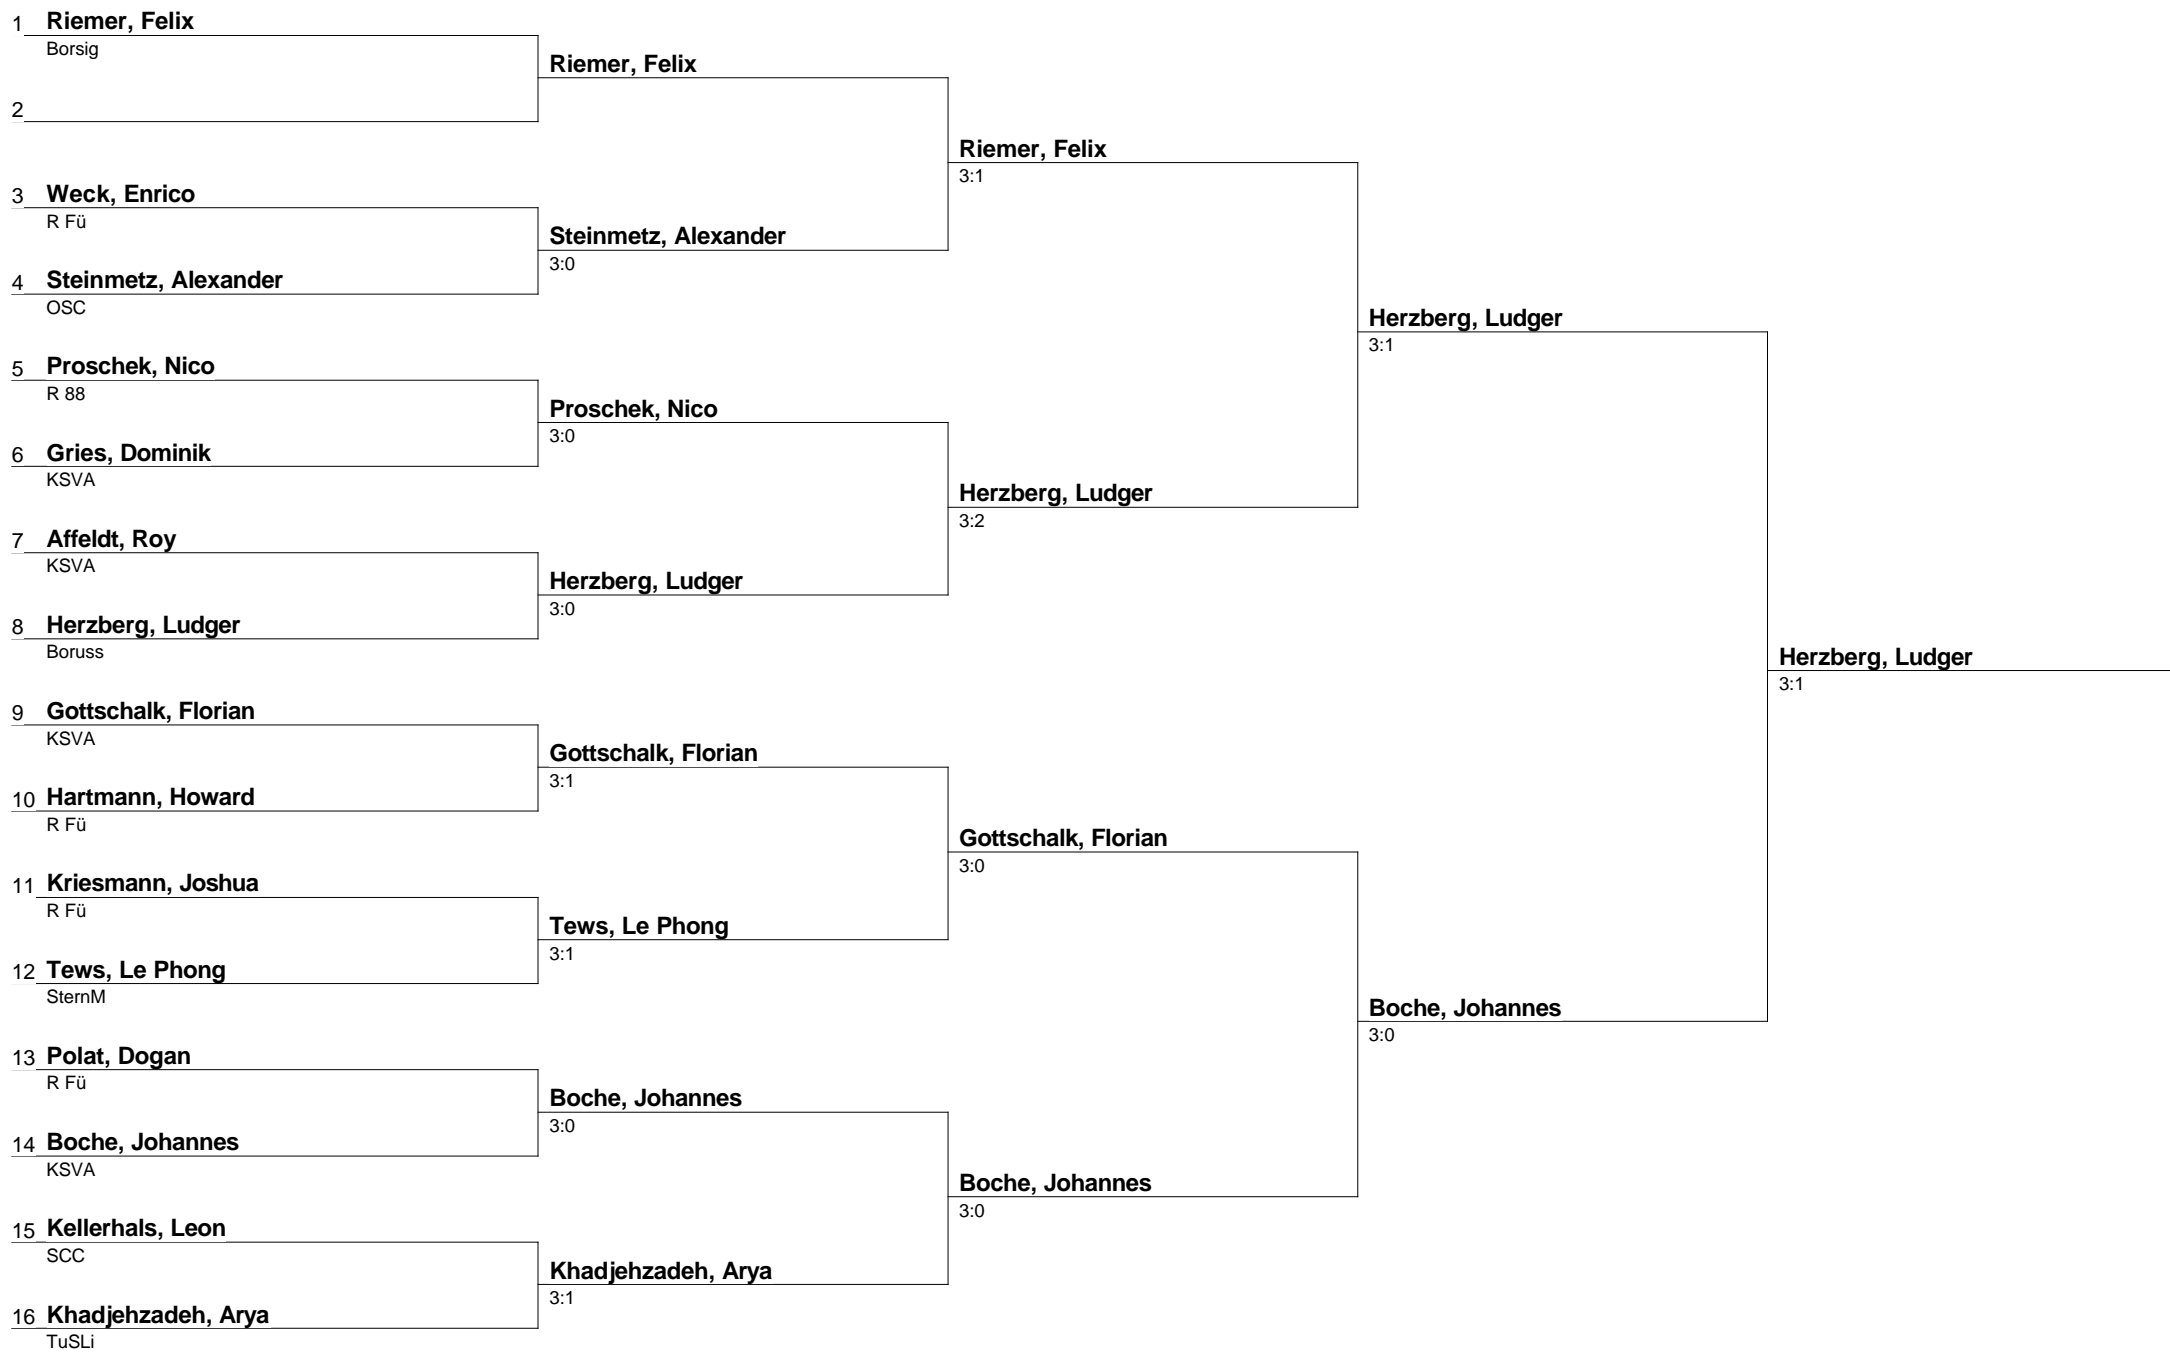 1 Riemer, Felix
Borsig
2
3 Weck, Enrico
R Fü
4 Steinmetz, Alexander
OSC
5 Proschek, Nico
R 88
6 Gries, Dominik
KSVA
7 Affeldt, Roy
KSVA
8 Herzberg, Ludger
Boruss
9 Gottschalk, Florian
KSVA
10 Hartmann, Howard
R Fü
11 Kriesmann, Joshua
R Fü
12 Tews, Le Phong
SternM
13 Polat, Dogan
R Fü
14 Boche, Johannes
KSVA
15 Kellerhals, Leon
SCC
16 Khadjehzadeh, Arya
TuSLi
Riemer, Felix
Steinmetz, Alexander
3:0
Proschek, Nico
3:0
Herzberg, Ludger
3:0
Gottschalk, Florian
3:1
Tews, Le Phong
3:1
Boche, Johannes
3:0
Khadjehzadeh, Arya
3:1
Riemer, Felix
3:1
Herzberg, Ludger
3:2
Gottschalk, Florian
3:0
Boche, Johannes
3:0
Herzberg, Ludger
3:1
Boche, Johannes
3:0
Herzberg, Ludger
3:1